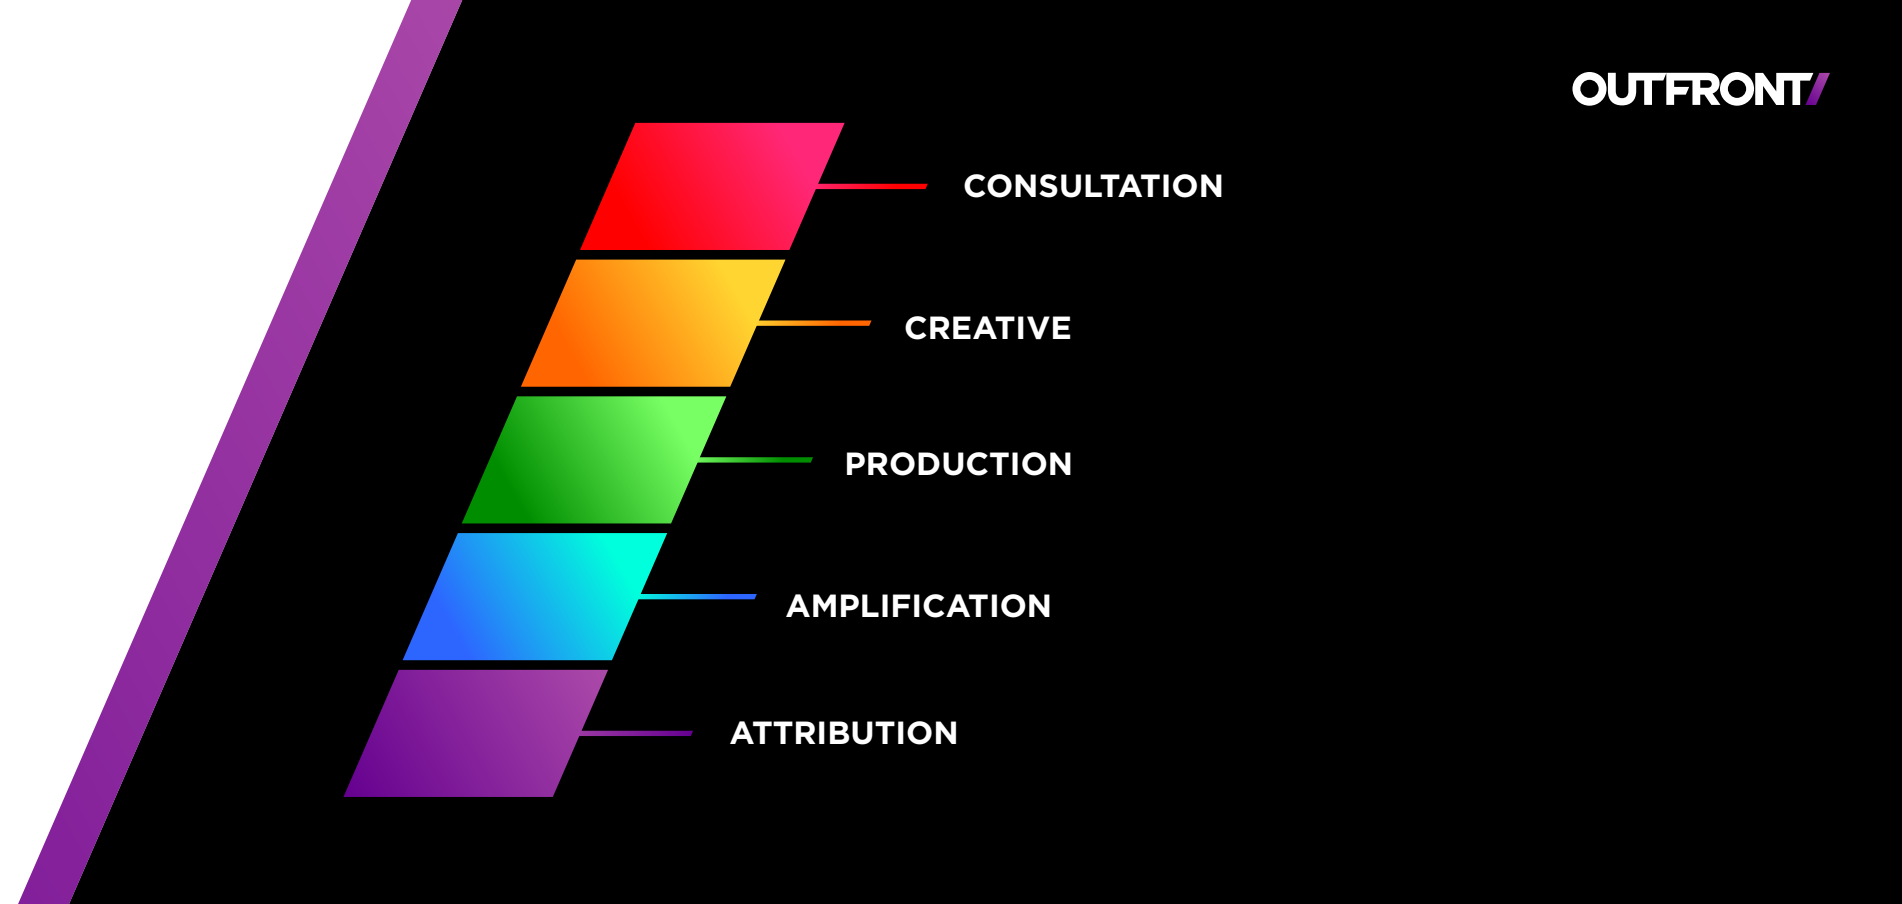 OUTFRONT/
CONSULTATION
CREATIVE
PRODUCTION
AMPLIFICATION
ATTRIBUTION